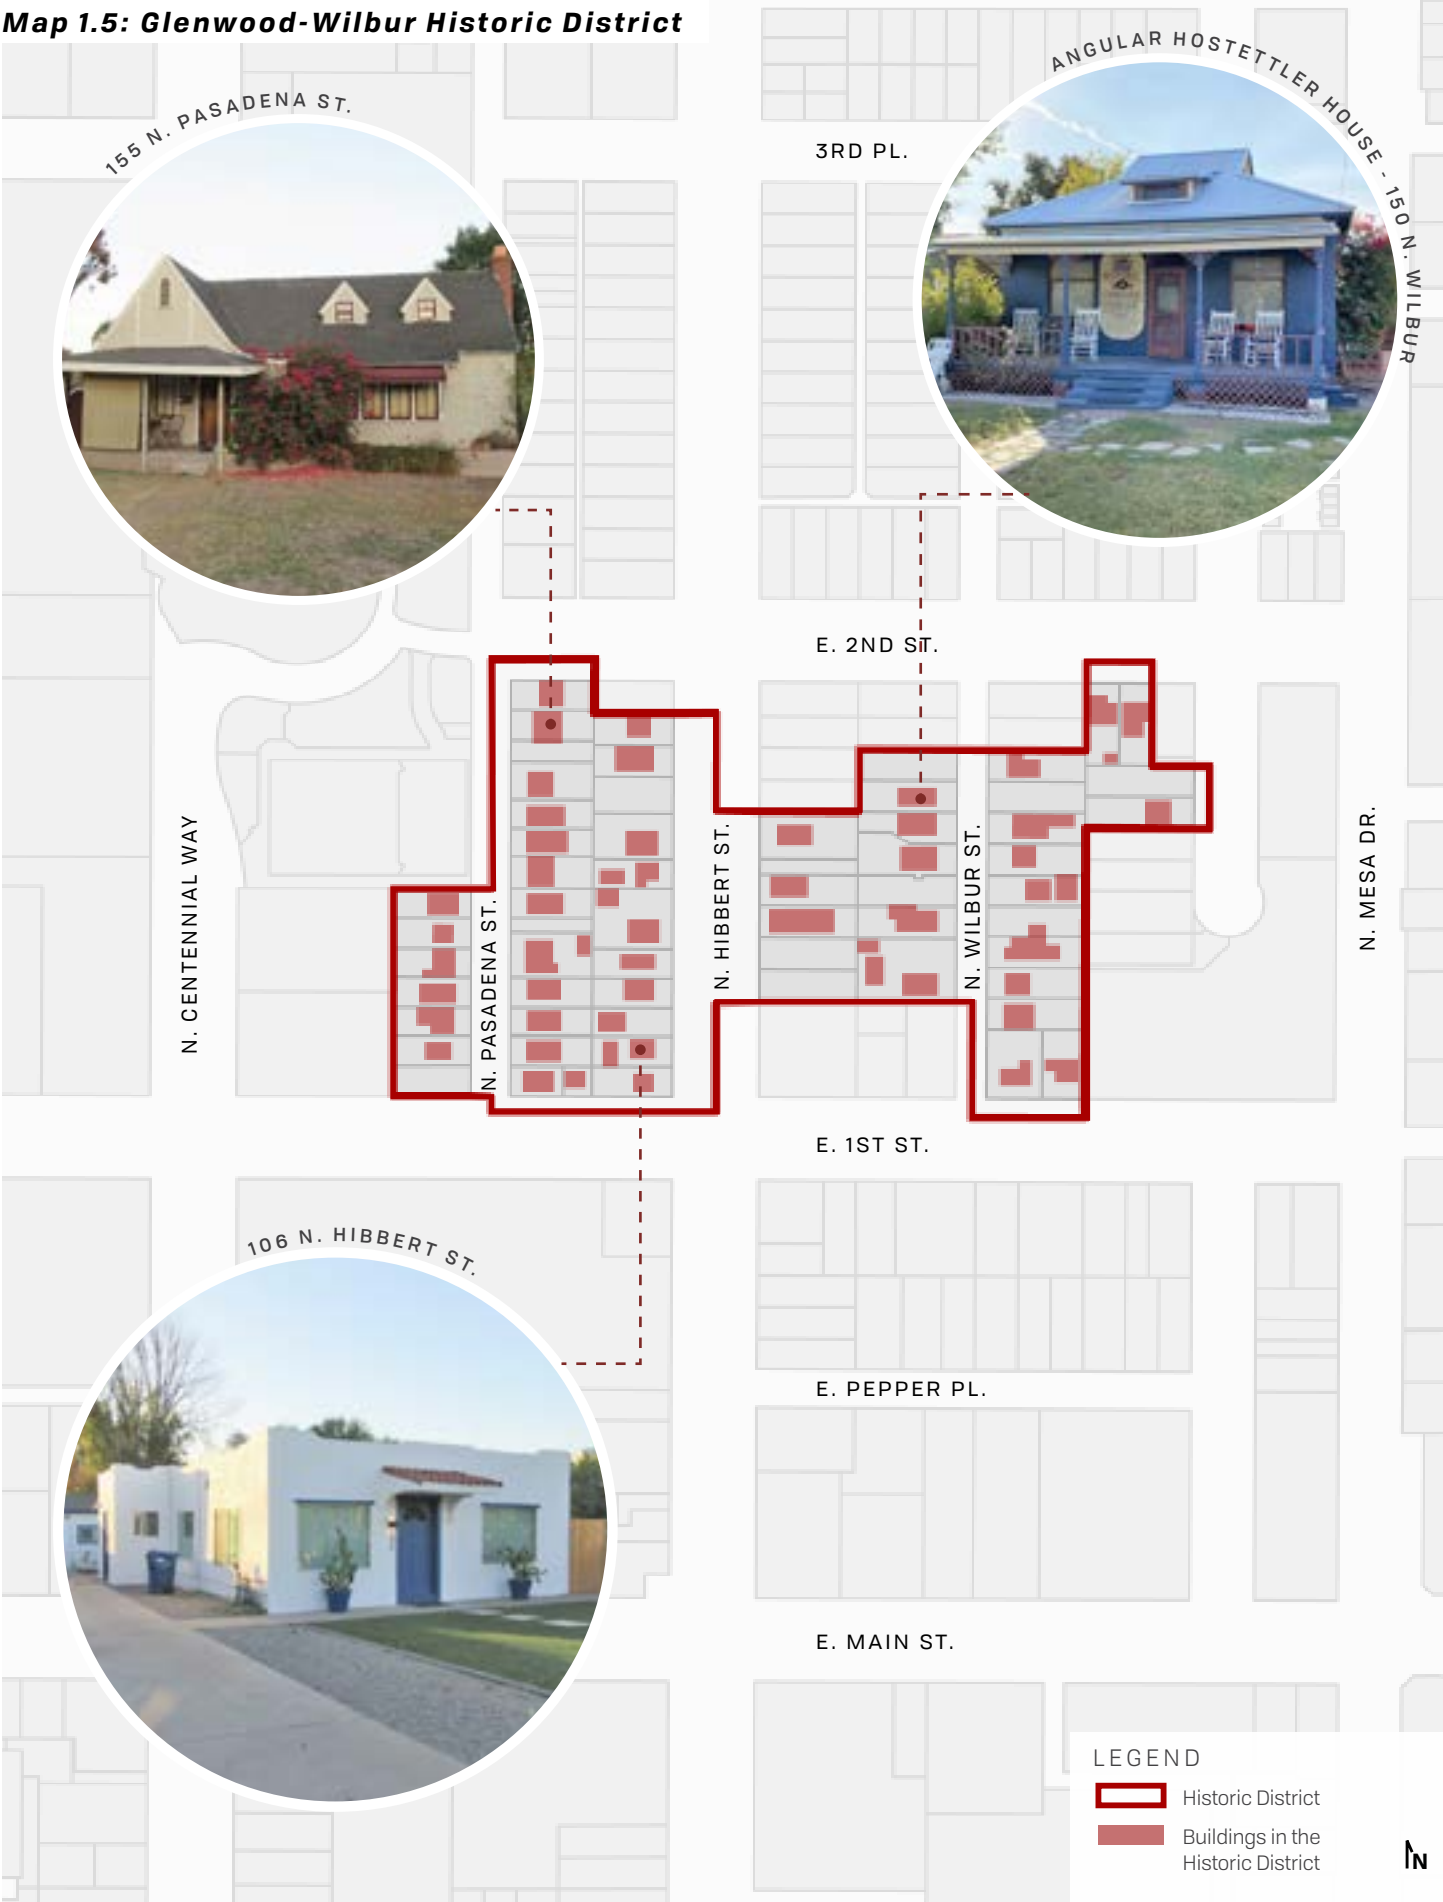 Map 1.5: Glenwood-Wilbur Historic District
155 N. PASADENA ST.
ANGULAR HOSTETTLER HOUSE - 150 N. WILBUR
3RD PL.
E. 2ND ST.
N. CENTENNIAL WAY
N. PASADENA ST.
N. HIBBERT ST.
N. WILBUR ST.
N. MESA DR.
E. 1ST ST.
106 N. HIBBERT ST.
E. PEPPER PL.
E. MAIN ST.
LEGEND
Historic District
Buildings in the
Historic District
N